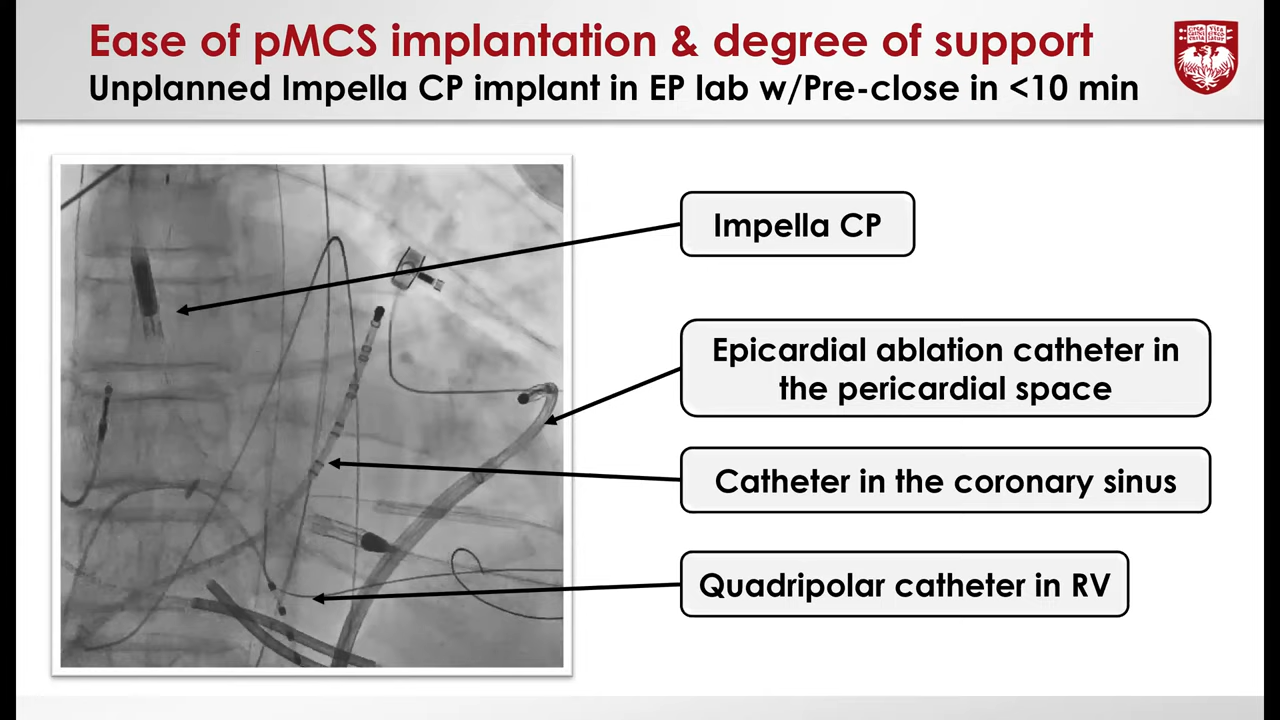 Ease of pMCS implantation & degree of support
Unplanned Impella CP implant in EP lab w/Pre-close in <10 min
Impella CP
Epicardial ablation catheter in
the pericardial space
Catheter in the coronary sinus
Quadripolar catheter in RV